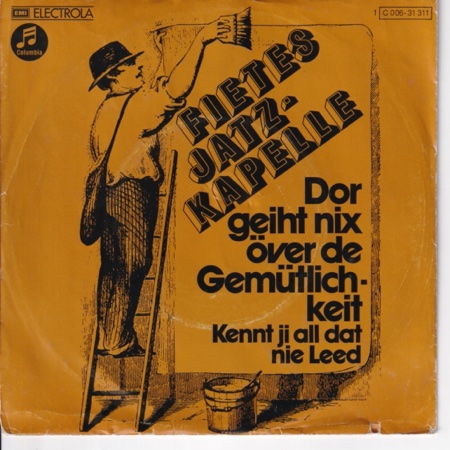 EMI ELECTROLA
1 C 006-31 311
Columbia
FIETES
JATZ-
KAPELLE
Dor
geiht nix
över de
Gemütlich-
keit
Kennt ji all dat
nie Leed